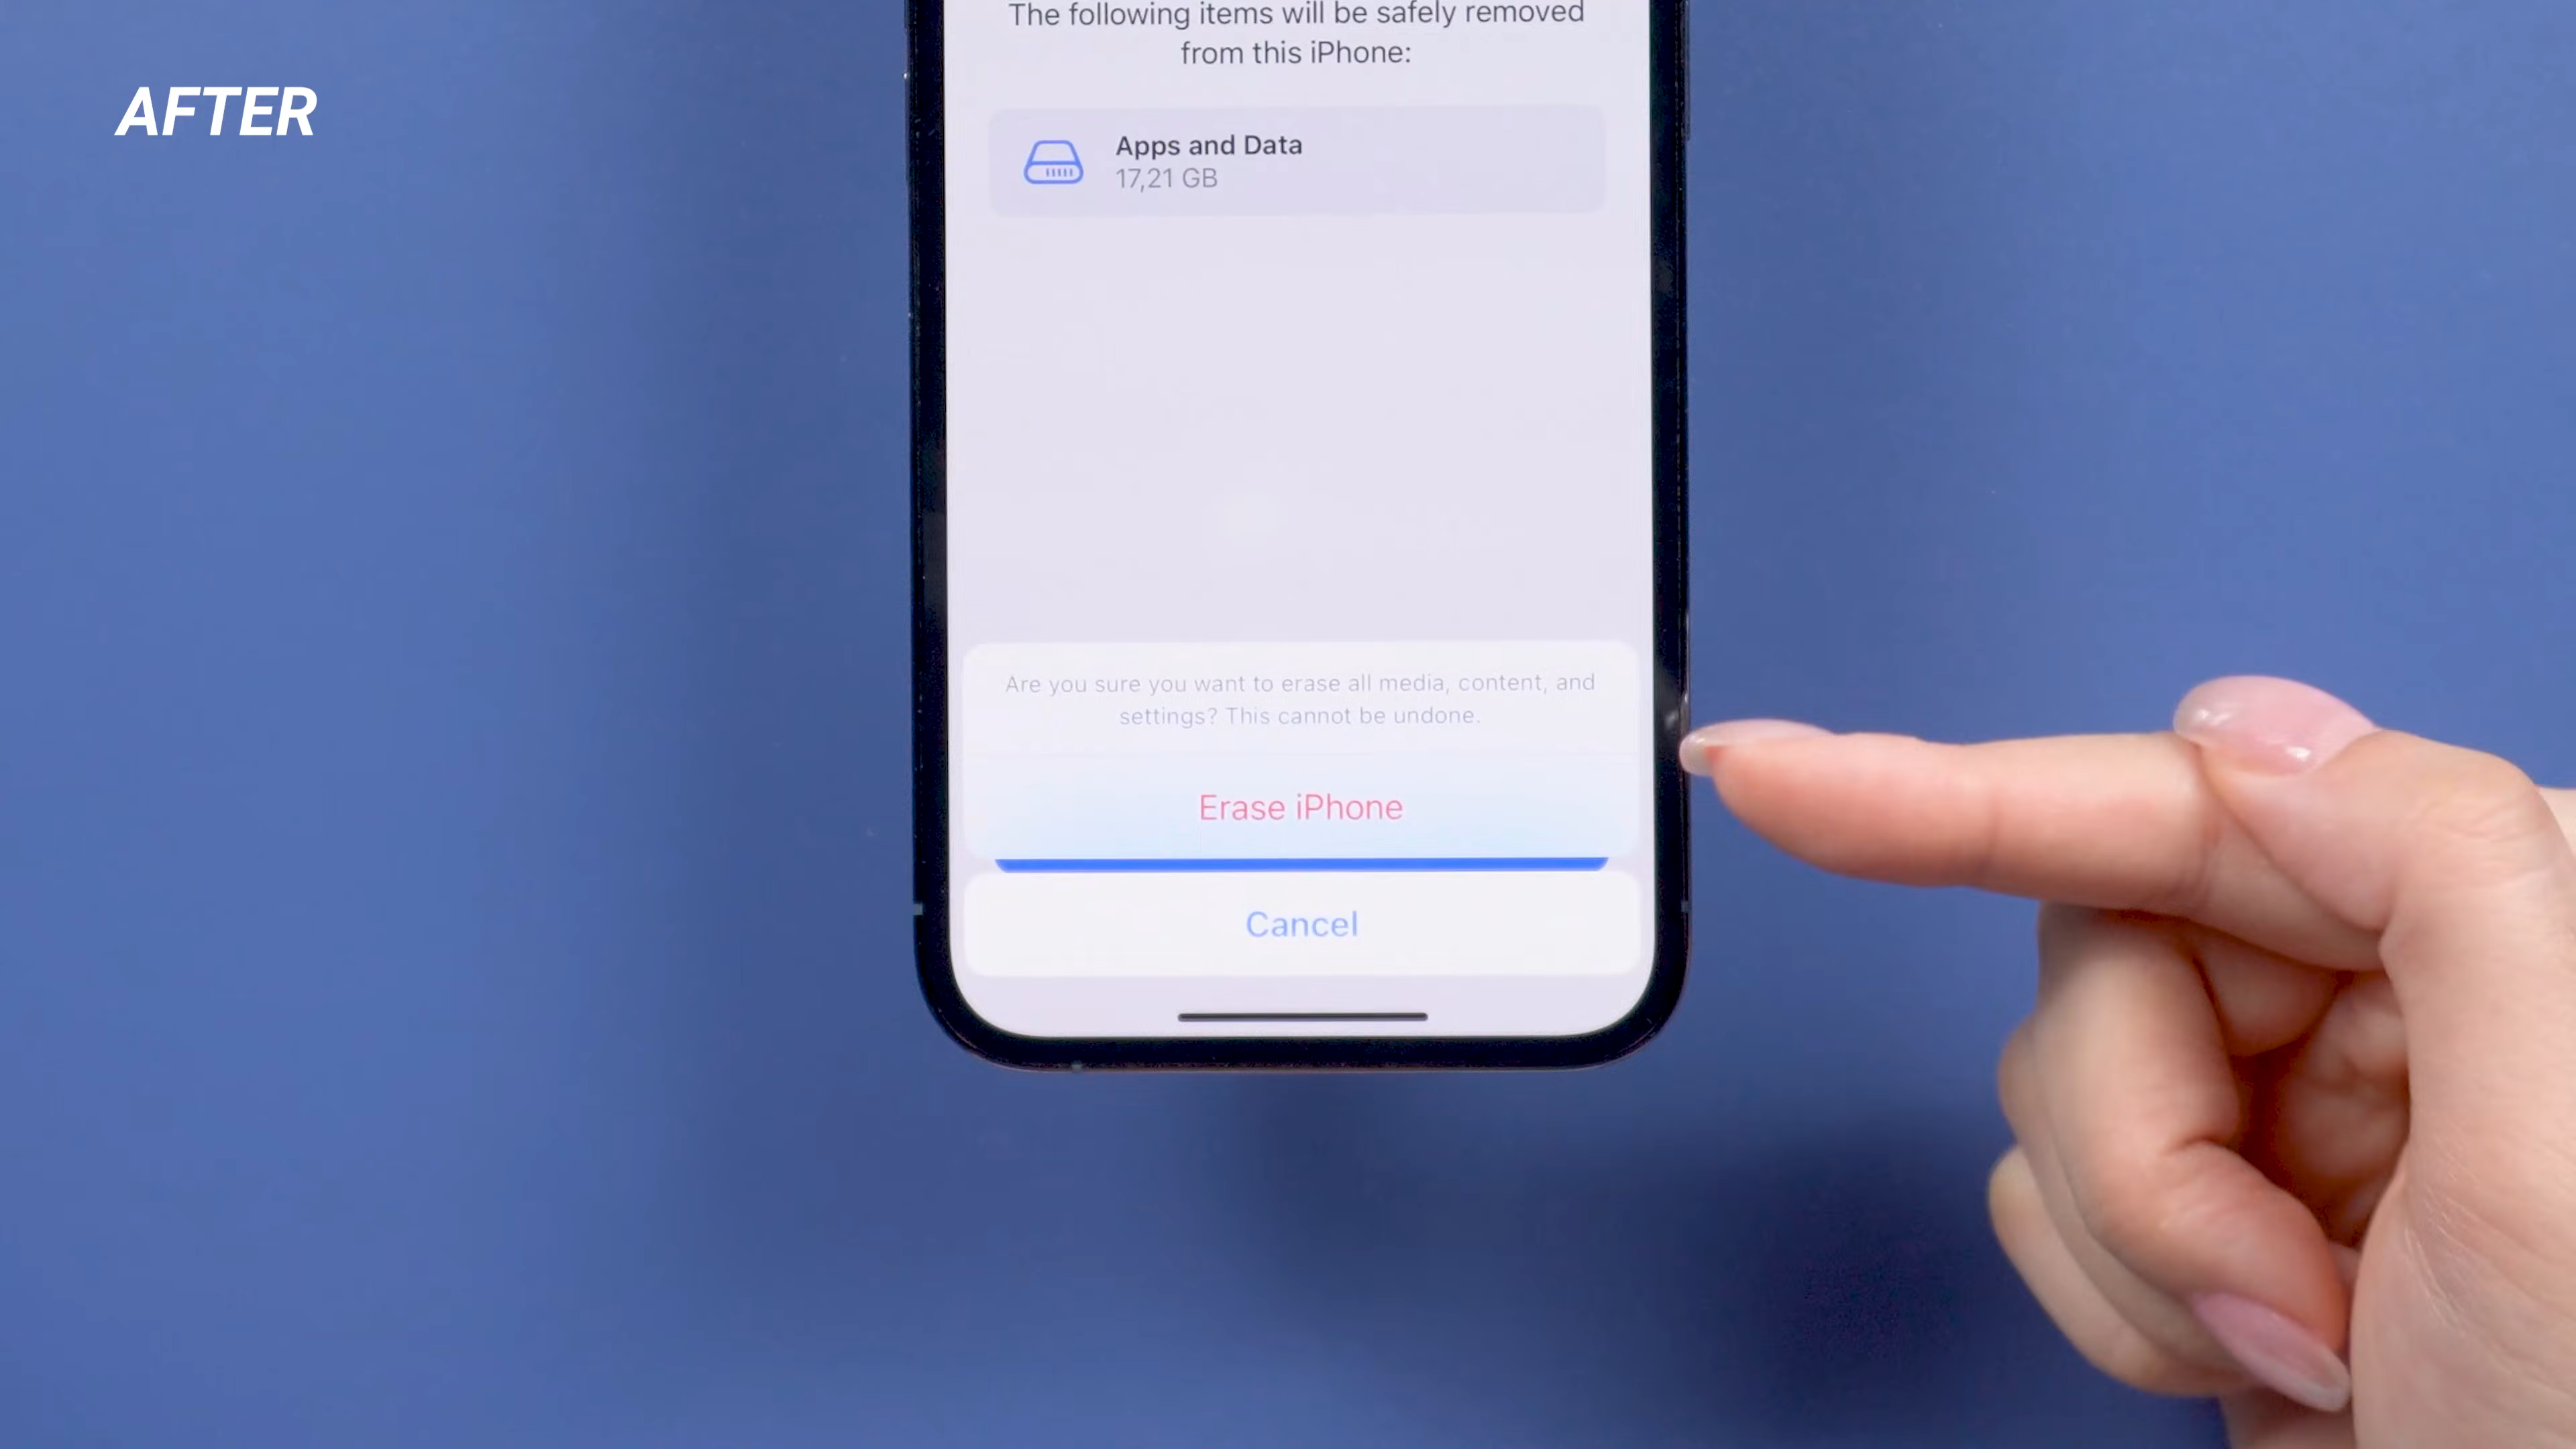 AFTER
The following items will be safely removed
from this iPhone:
Apps and Data
17,21 GB
Are you sure you want to erase all media, content, and
settings? This cannot be undone.
Erase iPhone
Cancel